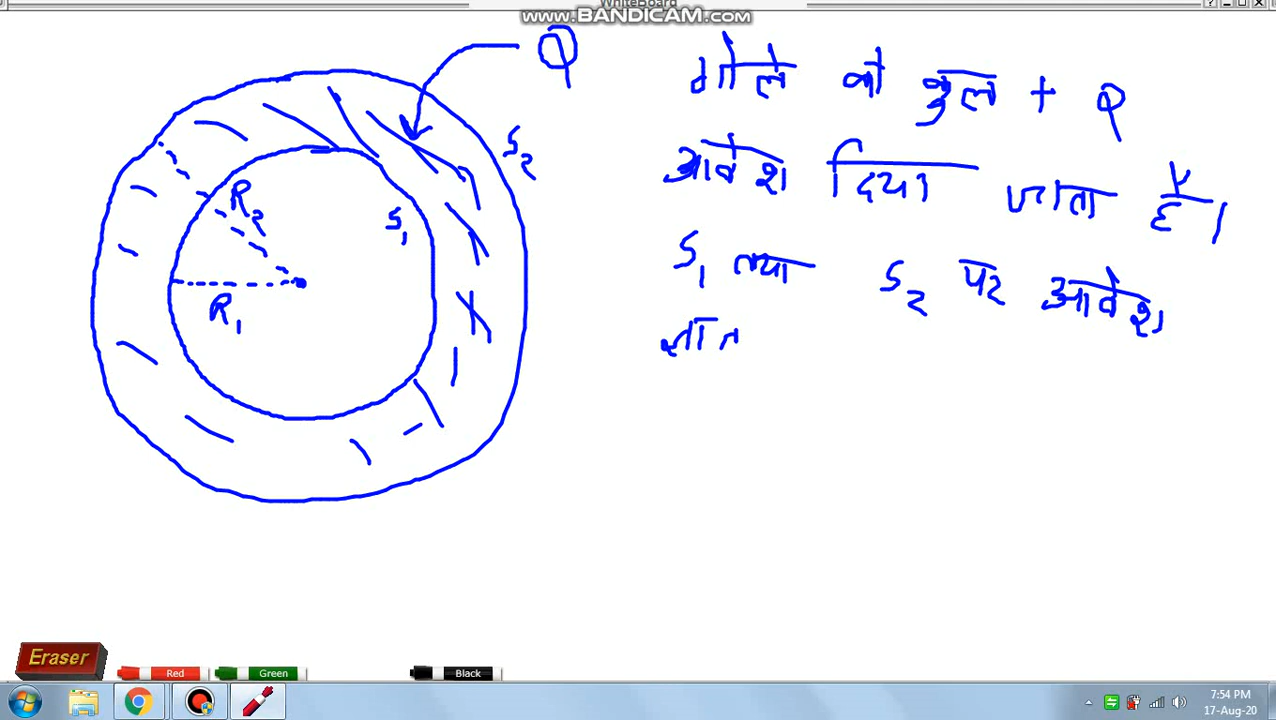 WhiteBoard
www.BANDICAM.com
Q
गोले को कुल + Q
आवेश दिया जाता है।
S₁ तथा S₂ पर आवेश
ज्ञात
S₂
R₂
S₁
R₁
Eraser
Red
Green
Black
7:54 PM
17-Aug-20